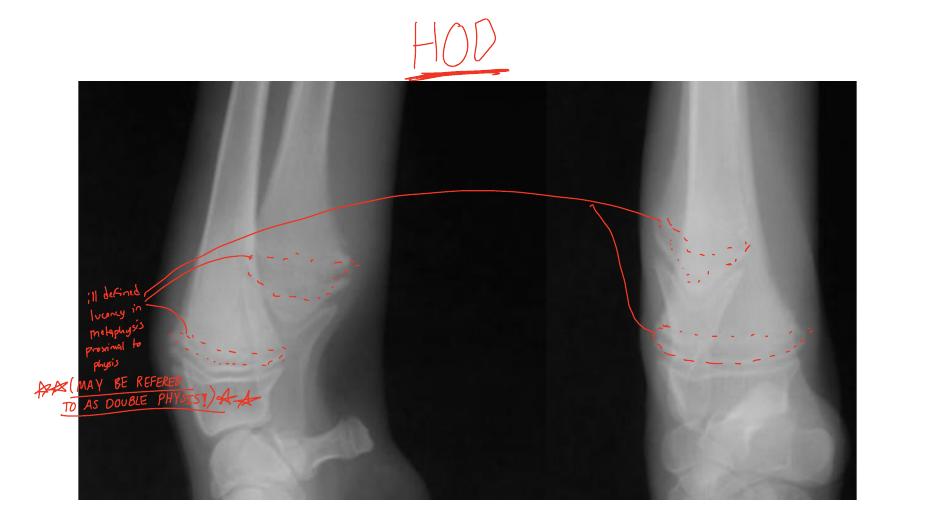 HOD
ill defined
lucency in
metaphysis
proximal to
physis
(MAY BE REFERED
TO AS DOUBLE PHYSIS)